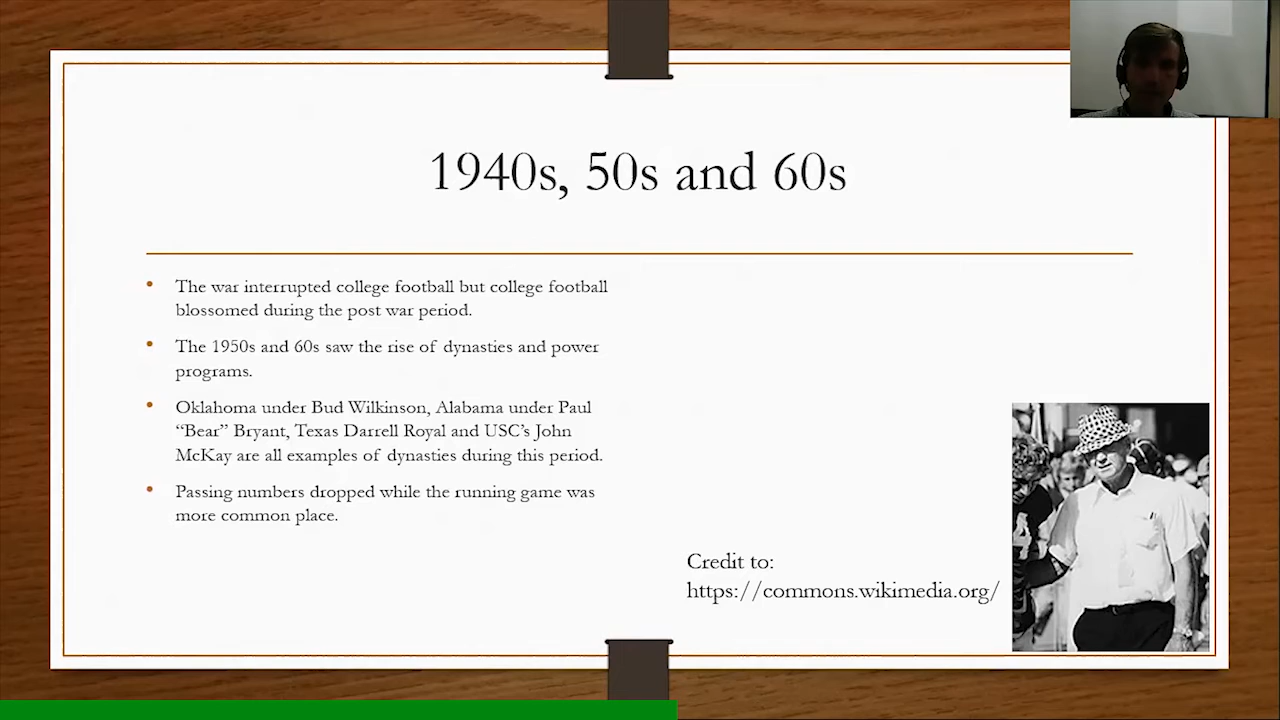 1940s, 50s and 60s
• The war interrupted college football but college football
blossomed during the post war period.
• The 1950s and 60s saw the rise of dynasties and power
programs.
• Oklahoma under Bud Wilkinson, Alabama under Paul
“Bear” Bryant, Texas Darrell Royal and USC’s John
McKay are all examples of dynasties during this period.
• Passing numbers dropped while the running game was
more common place.
Credit to:
https://commons.wikimedia.org/